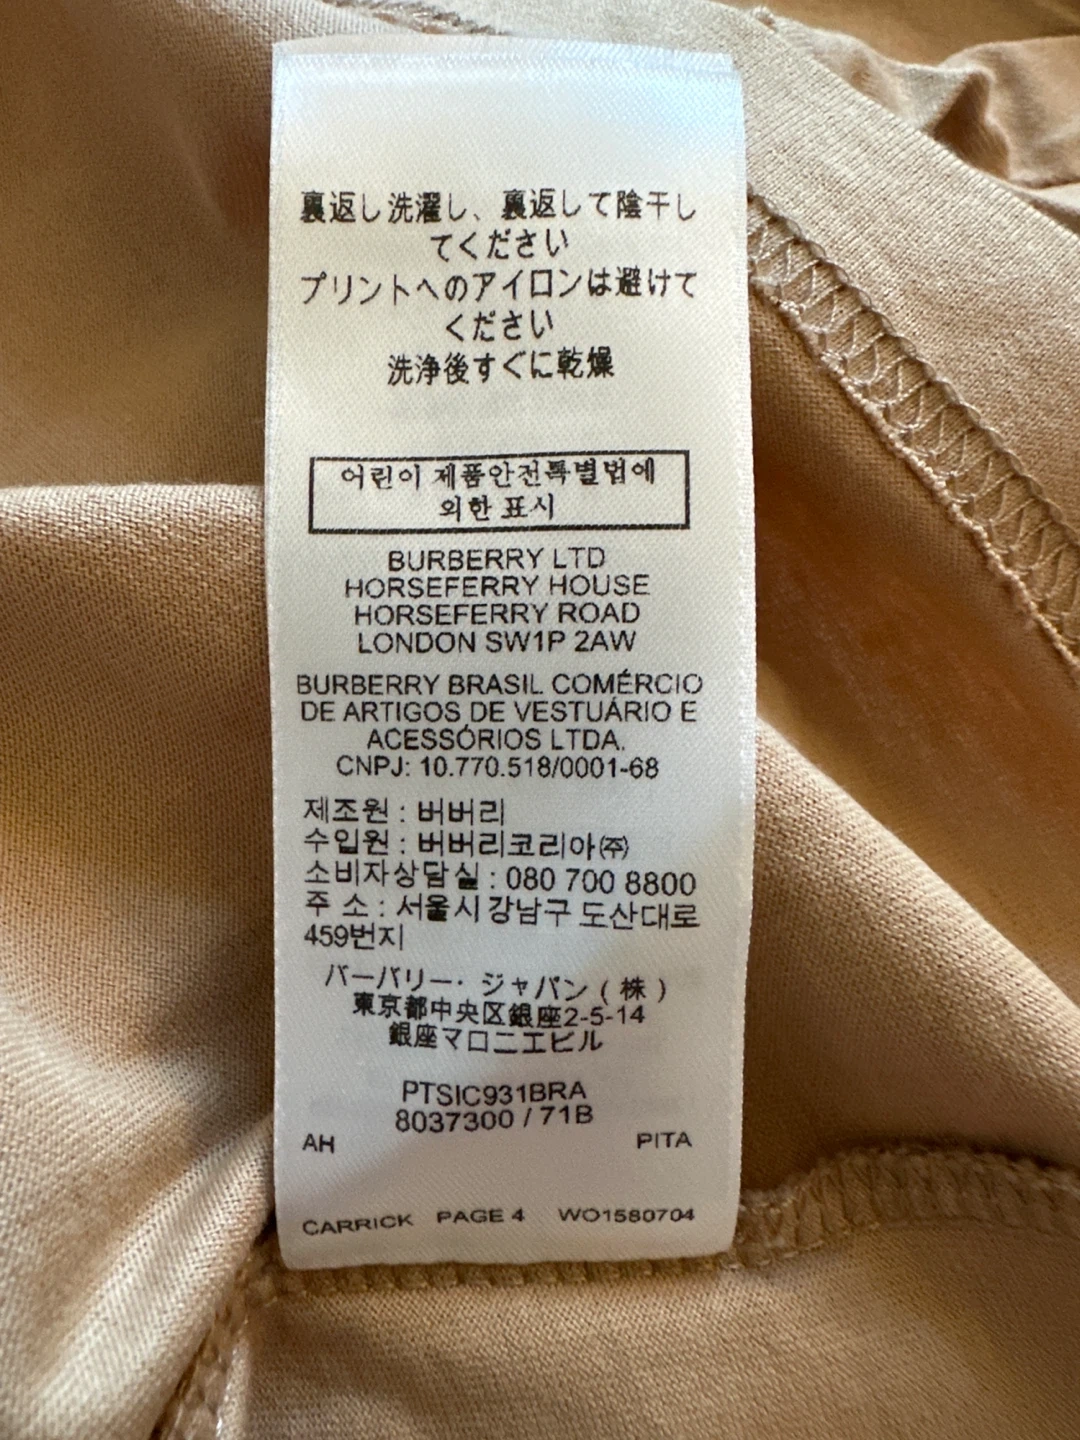 裏返し洗濯し、裏返して陰干し
てください
プリントへのアイロンは避けて
ください
洗浄後すぐに乾燥
어린이 제품안전특별법에
의한 표시
BURBERRY LTD
HORSEFERRY HOUSE
HORSEFERRY ROAD
LONDON SW1P 2AW
BURBERRY BRASIL COMÉRCIO
DE ARTIGOS DE VESTUÁRIO E
ACESSÓRIOS LTDA.
CNPJ: 10.770.518/0001-68
제조원 : 버버리
수입원 : 버버리코리아㈜
소비자상담실 : 080 700 8800
주 소 : 서울시 강남구 도산대로
459번지
バーバリー・ジャパン ( 株 )
東京都中央区銀座2-5-14
銀座マロニエビル
PTSIC931BRA
8037300 / 71B
AH PITA
CARRICK PAGE 4 WO1580704